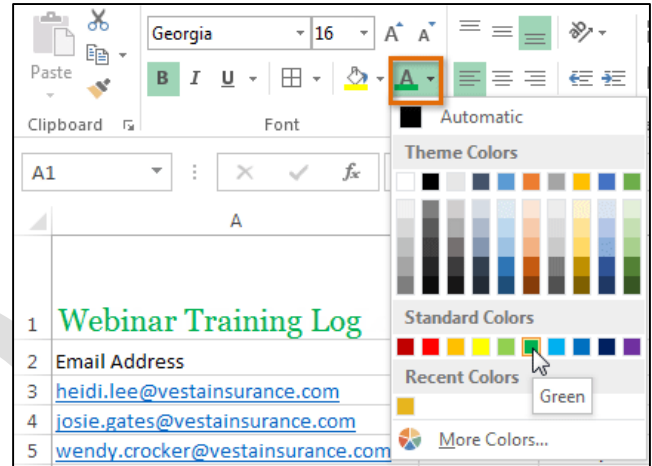 Georgia 16 A A
Paste B I U A
Clipboard Font
Automatic
Theme Colors
A1 fx
A
1 Webinar Training Log
Standard Colors
2 Email Address
Recent Colors
Green
3 heidi.lee@vestainsurance.com
4 josie.gates@vestainsurance.com
More Colors...
5 wendy.crocker@vestainsurance.com